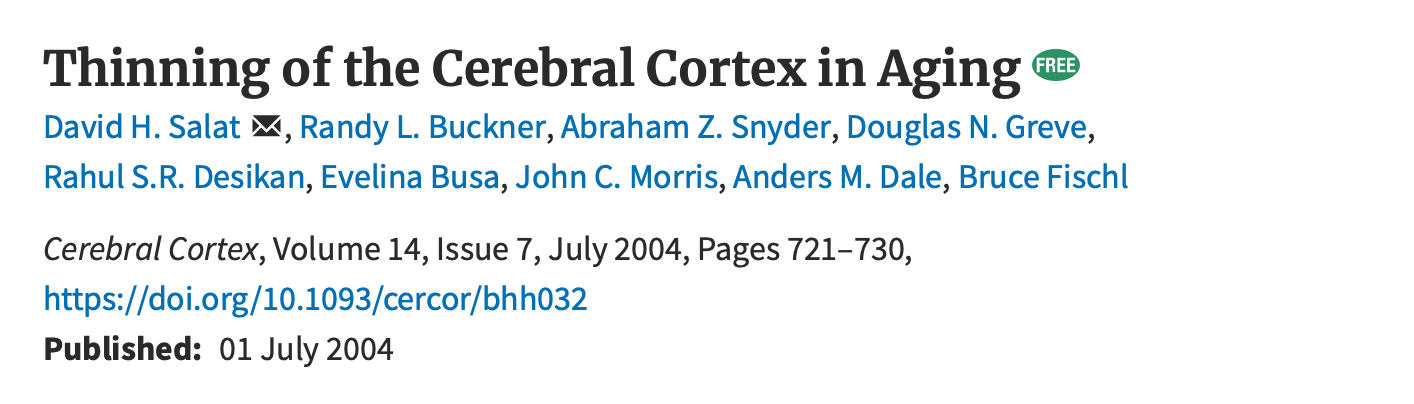 Thinning of the Cerebral Cortex in Aging FREE
David H. Salat, Randy L. Buckner, Abraham Z. Snyder, Douglas N. Greve,
Rahul S.R. Desikan, Evelina Busa, John C. Morris, Anders M. Dale, Bruce Fischl
Cerebral Cortex, Volume 14, Issue 7, July 2004, Pages 721–730,
https://doi.org/10.1093/cercor/bhh032
Published: 01 July 2004